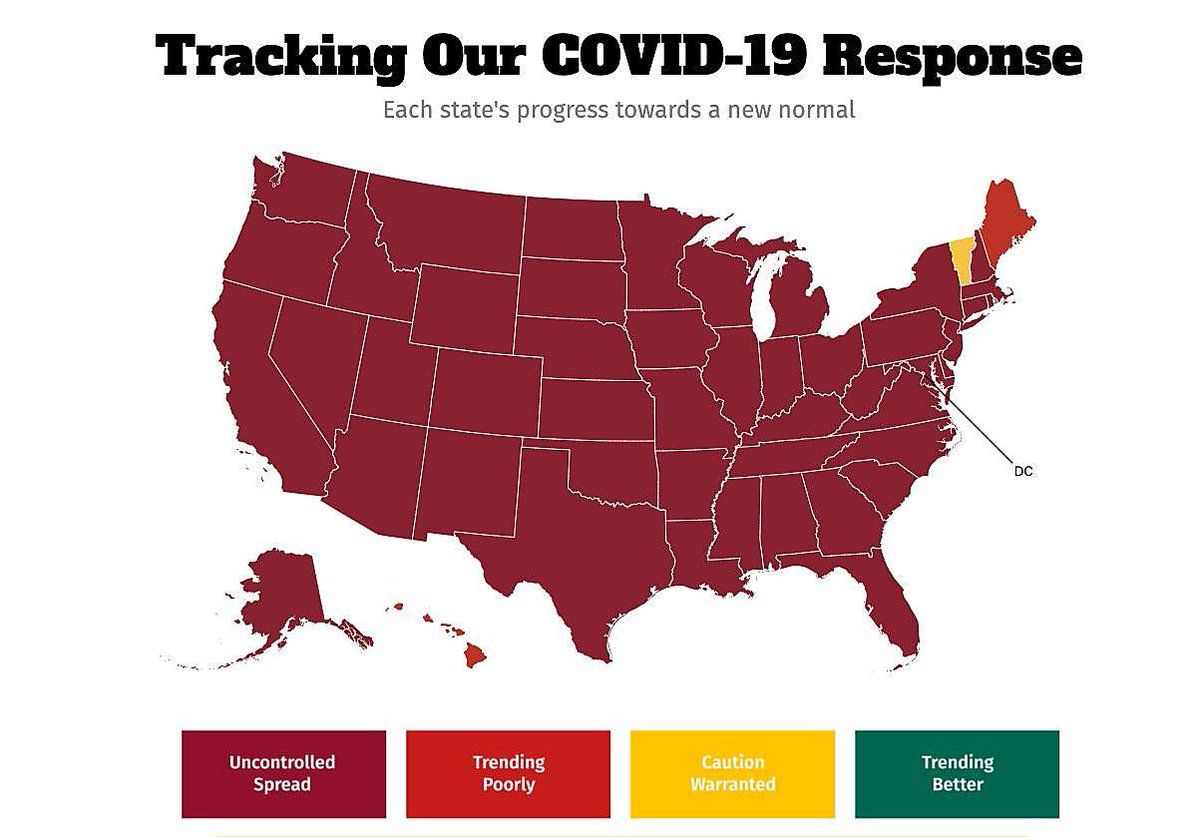 Tracking Our COVID-19 Response
Each state's progress towards a new normal
DC
Uncontrolled
Spread
Trending
Poorly
Caution
Warranted
Trending
Better